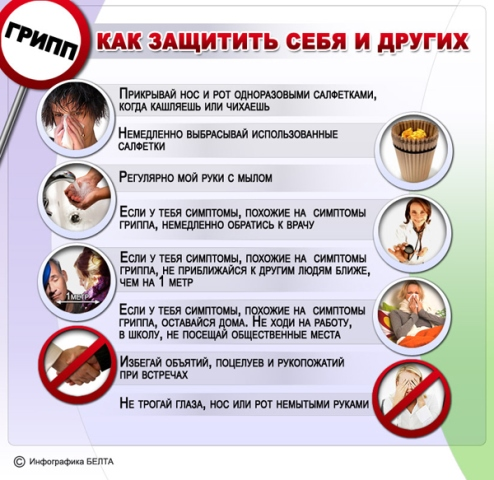 ГРИПП
КАК ЗАЩИТИТЬ СЕБЯ И ДРУГИХ
ПРИКРЫВАЙ НОС И РОТ ОДНОРАЗОВЫМИ САЛФЕТКАМИ,
КОГДА КАШЛЯЕШЬ ИЛИ ЧИХАЕШЬ
НЕМЕДЛЕННО ВЫБРАСЫВАЙ ИСПОЛЬЗОВАННЫЕ
САЛФЕТКИ
РЕГУЛЯРНО МОЙ РУКИ С МЫЛОМ
ЕСЛИ У ТЕБЯ СИМПТОМЫ, ПОХОЖИЕ НА СИМПТОМЫ
ГРИППА, НЕМЕДЛЕННО ОБРАТИСЬ К ВРАЧУ
ЕСЛИ У ТЕБЯ СИМПТОМЫ, ПОХОЖИЕ НА СИМПТОМЫ
ГРИППА, НЕ ПРИБЛИЖАЙСЯ К ДРУГИМ ЛЮДЯМ БЛИЖЕ,
ЧЕМ НА 1 МЕТР
1МЕТР
ЕСЛИ У ТЕБЯ СИМПТОМЫ, ПОХОЖИЕ НА СИМПТОМЫ
ГРИППА, ОСТАВАЙСЯ ДОМА. НЕ ХОДИ НА РАБОТУ,
В ШКОЛУ, НЕ ПОСЕЩАЙ ОБЩЕСТВЕННЫЕ МЕСТА
ИЗБЕГАЙ ОБЪЯТИЙ, ПОЦЕЛУЕВ И РУКОПОЖАТИЙ
ПРИ ВСТРЕЧАХ
НЕ ТРОГАЙ ГЛАЗА, НОС ИЛИ РОТ НЕМЫТЫМИ РУКАМИ
© Инфографика БЕЛТА